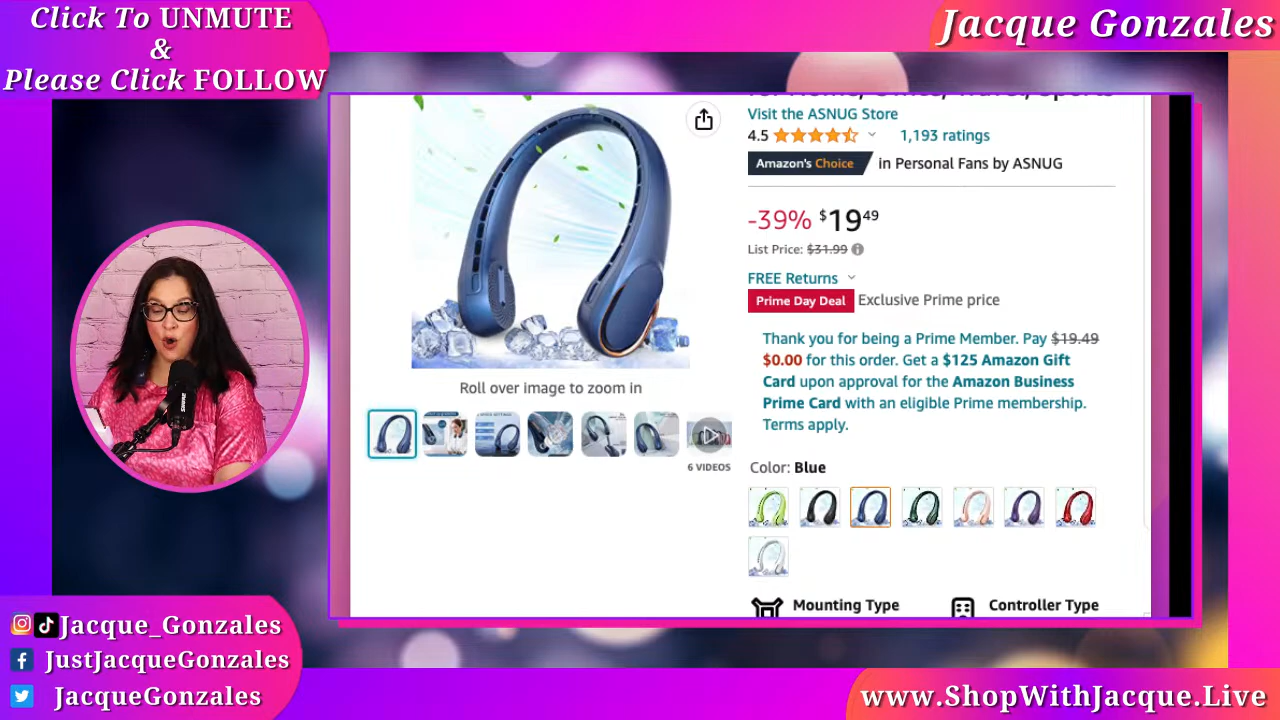 Click To UNMUTE
&
Please Click FOLLOW
Jacque Gonzales
Visit the ASNUG Store
4.5
1,193 ratings
Amazon's Choice
in Personal Fans by ASNUG
-39% $19 49
List Price: $31.99
FREE Returns
Prime Day Deal Exclusive Prime price
Thank you for being a Prime Member. Pay $19.49
$0.00 for this order. Get a $125 Amazon Gift
Card upon approval for the Amazon Business
Prime Card with an eligible Prime membership.
Terms apply.
Roll over image to zoom in
6 VIDEOS
Color: Blue
Mounting Type
Controller Type
Jacque_Gonzales
JustJacqueGonzales
JacqueGonzales
www.ShopWithJacque.Live